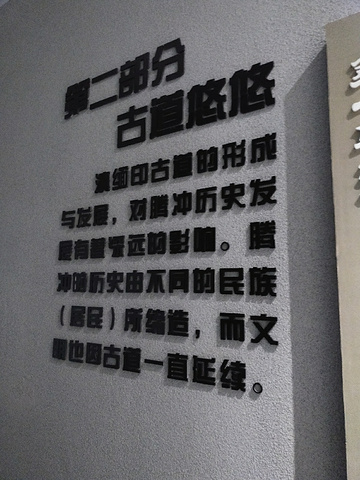 第二部分
古道悠悠
滇缅印古道的形成
与发展，对腾冲历史发
展有着深远的影响。腾
冲的历史由不同的民族
（居民）所缔造，而文
明也因古道一直延续。